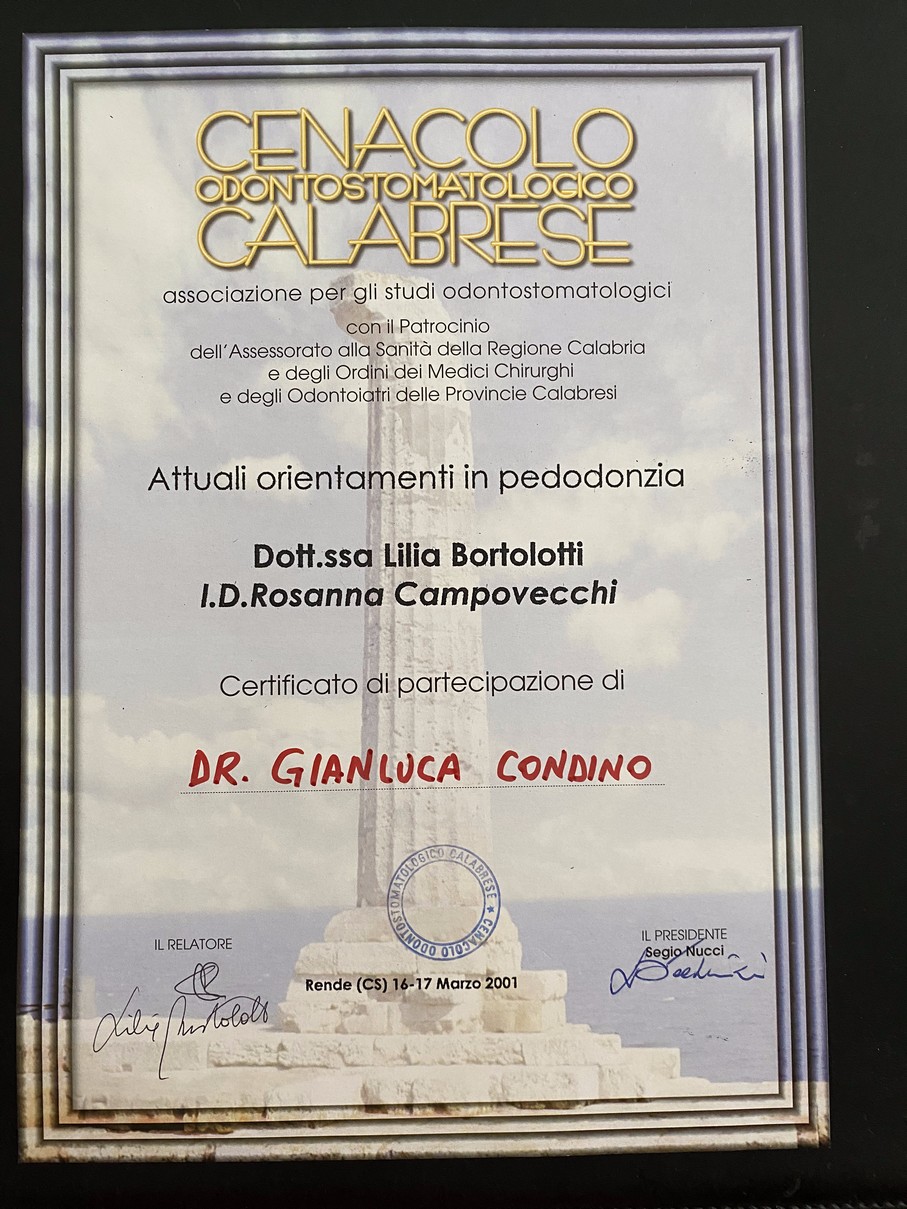 CENACOLO
ODONTOSTOMATOLOGICO
CALABRESE
associazione per gli studi odontostomatologici
con il Patrocinio
dell'Assessorato alla Sanità della Regione Calabria
e degli Ordini dei Medici Chirurghi
e degli Odontoiatri delle Provincie Calabresi
Attuali orientamenti in pedodonzia
Dott.ssa Lilia Bortolotti
I.D.Rosanna Campovecchi
Certificato di partecipazione di
DR. GIANLUCA CONDINO
CENACOLO ODONTOSTOMATOLOGICO CALABRESE ★
IL RELATORE
IL PRESIDENTE
Segio Nucci
Rende (CS) 16-17 Marzo 2001